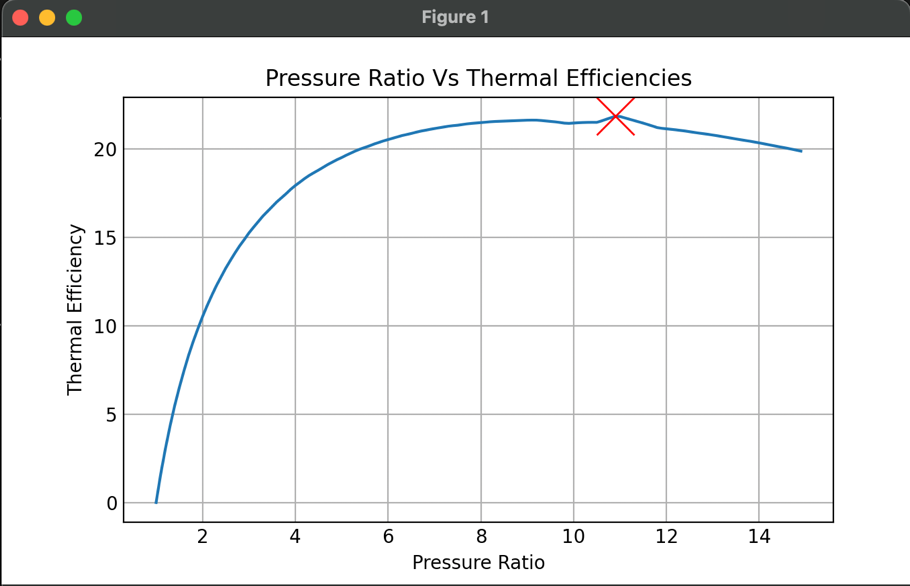 Figure 1
Pressure Ratio Vs Thermal Efficiencies
Thermal Efficiency
20
15
10
5
0
2 4 6 8 10 12 14
Pressure Ratio